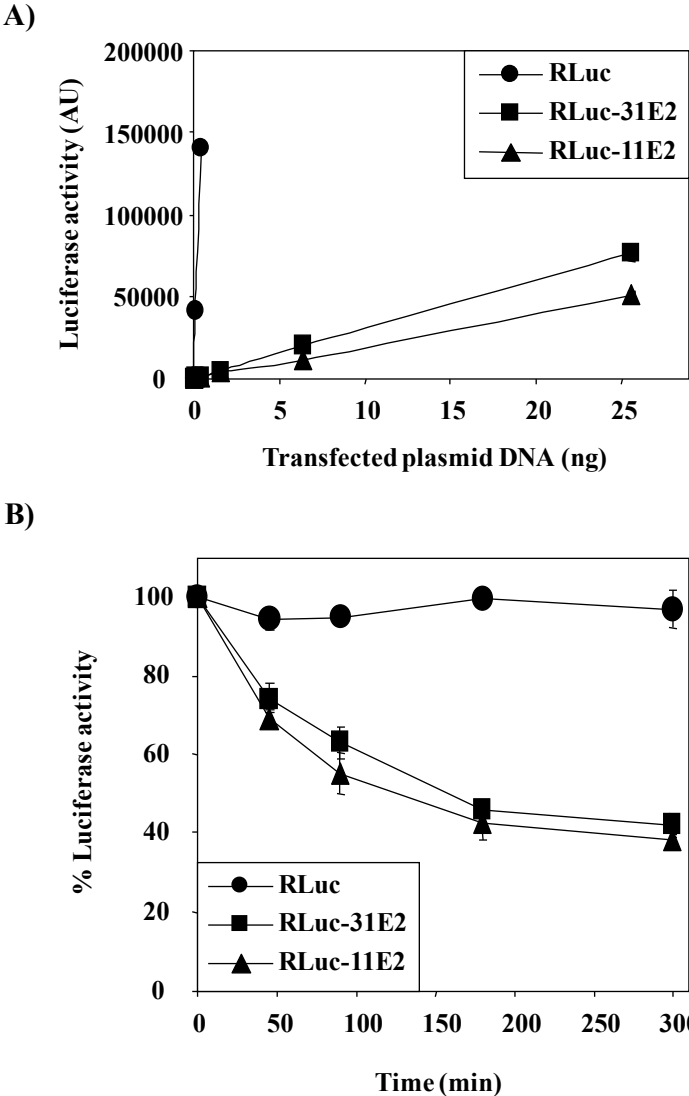 A)
200000
150000
100000
50000
0
Luciferase activity (AU)
RLuc
RLuc-31E2
RLuc-11E2
0 5 10 15 20 25
Transfected plasmid DNA (ng)
B)
100
80
60
40
20
0
% Luciferase activity
RLuc
RLuc-31E2
RLuc-11E2
0 50 100 150 200 250 300
Time (min)